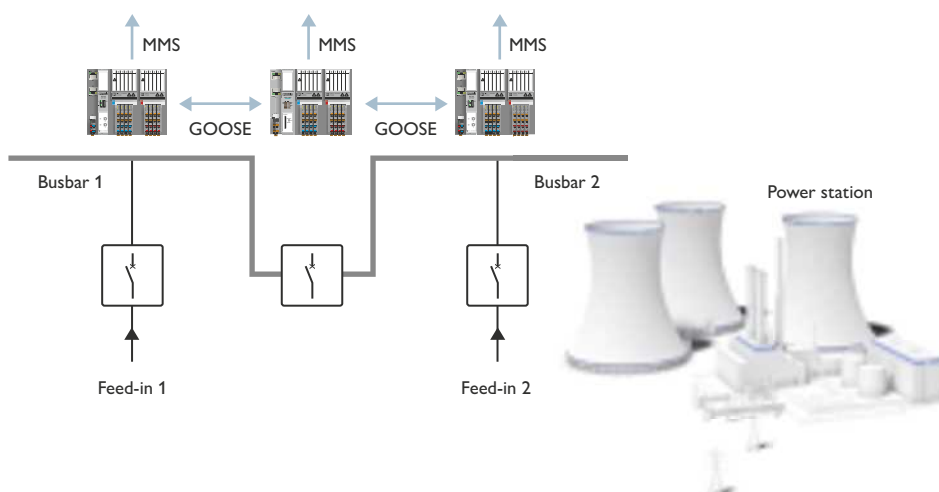 MMS
MMS
MMS
GOOSE
GOOSE
Busbar 1
Busbar 2
Power station
Feed-in 1
Feed-in 2